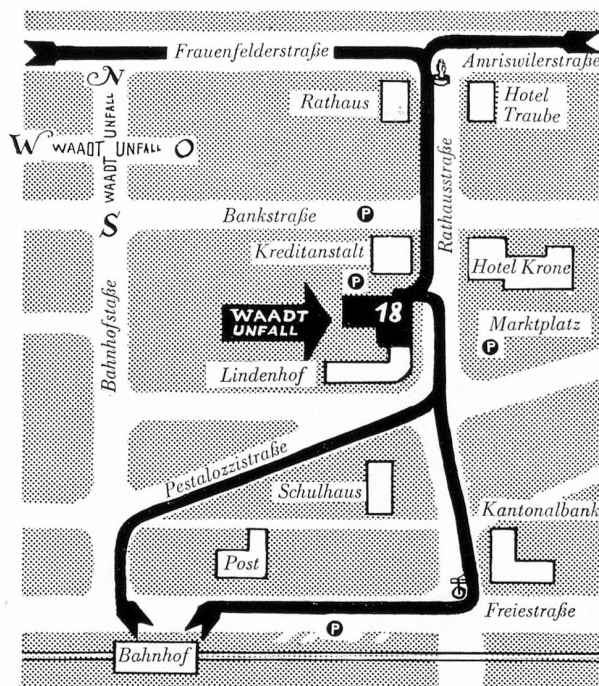 Frauenfelderstraße
Amriswilerstraße
N
Rathaus
Hotel
Traube
W WAADT UNFALL O
WAADT UNFALL
S
Rathausstraße
Bankstraße
P
Kreditanstalt
P
Hotel Krone
Bahnhofstaße
WAADT
UNFALL
18
Marktplatz
P
Lindenhof
Pestalozzistraße
Schulhaus
Kantonalbank
Post
Freiestraße
P
Bahnhof